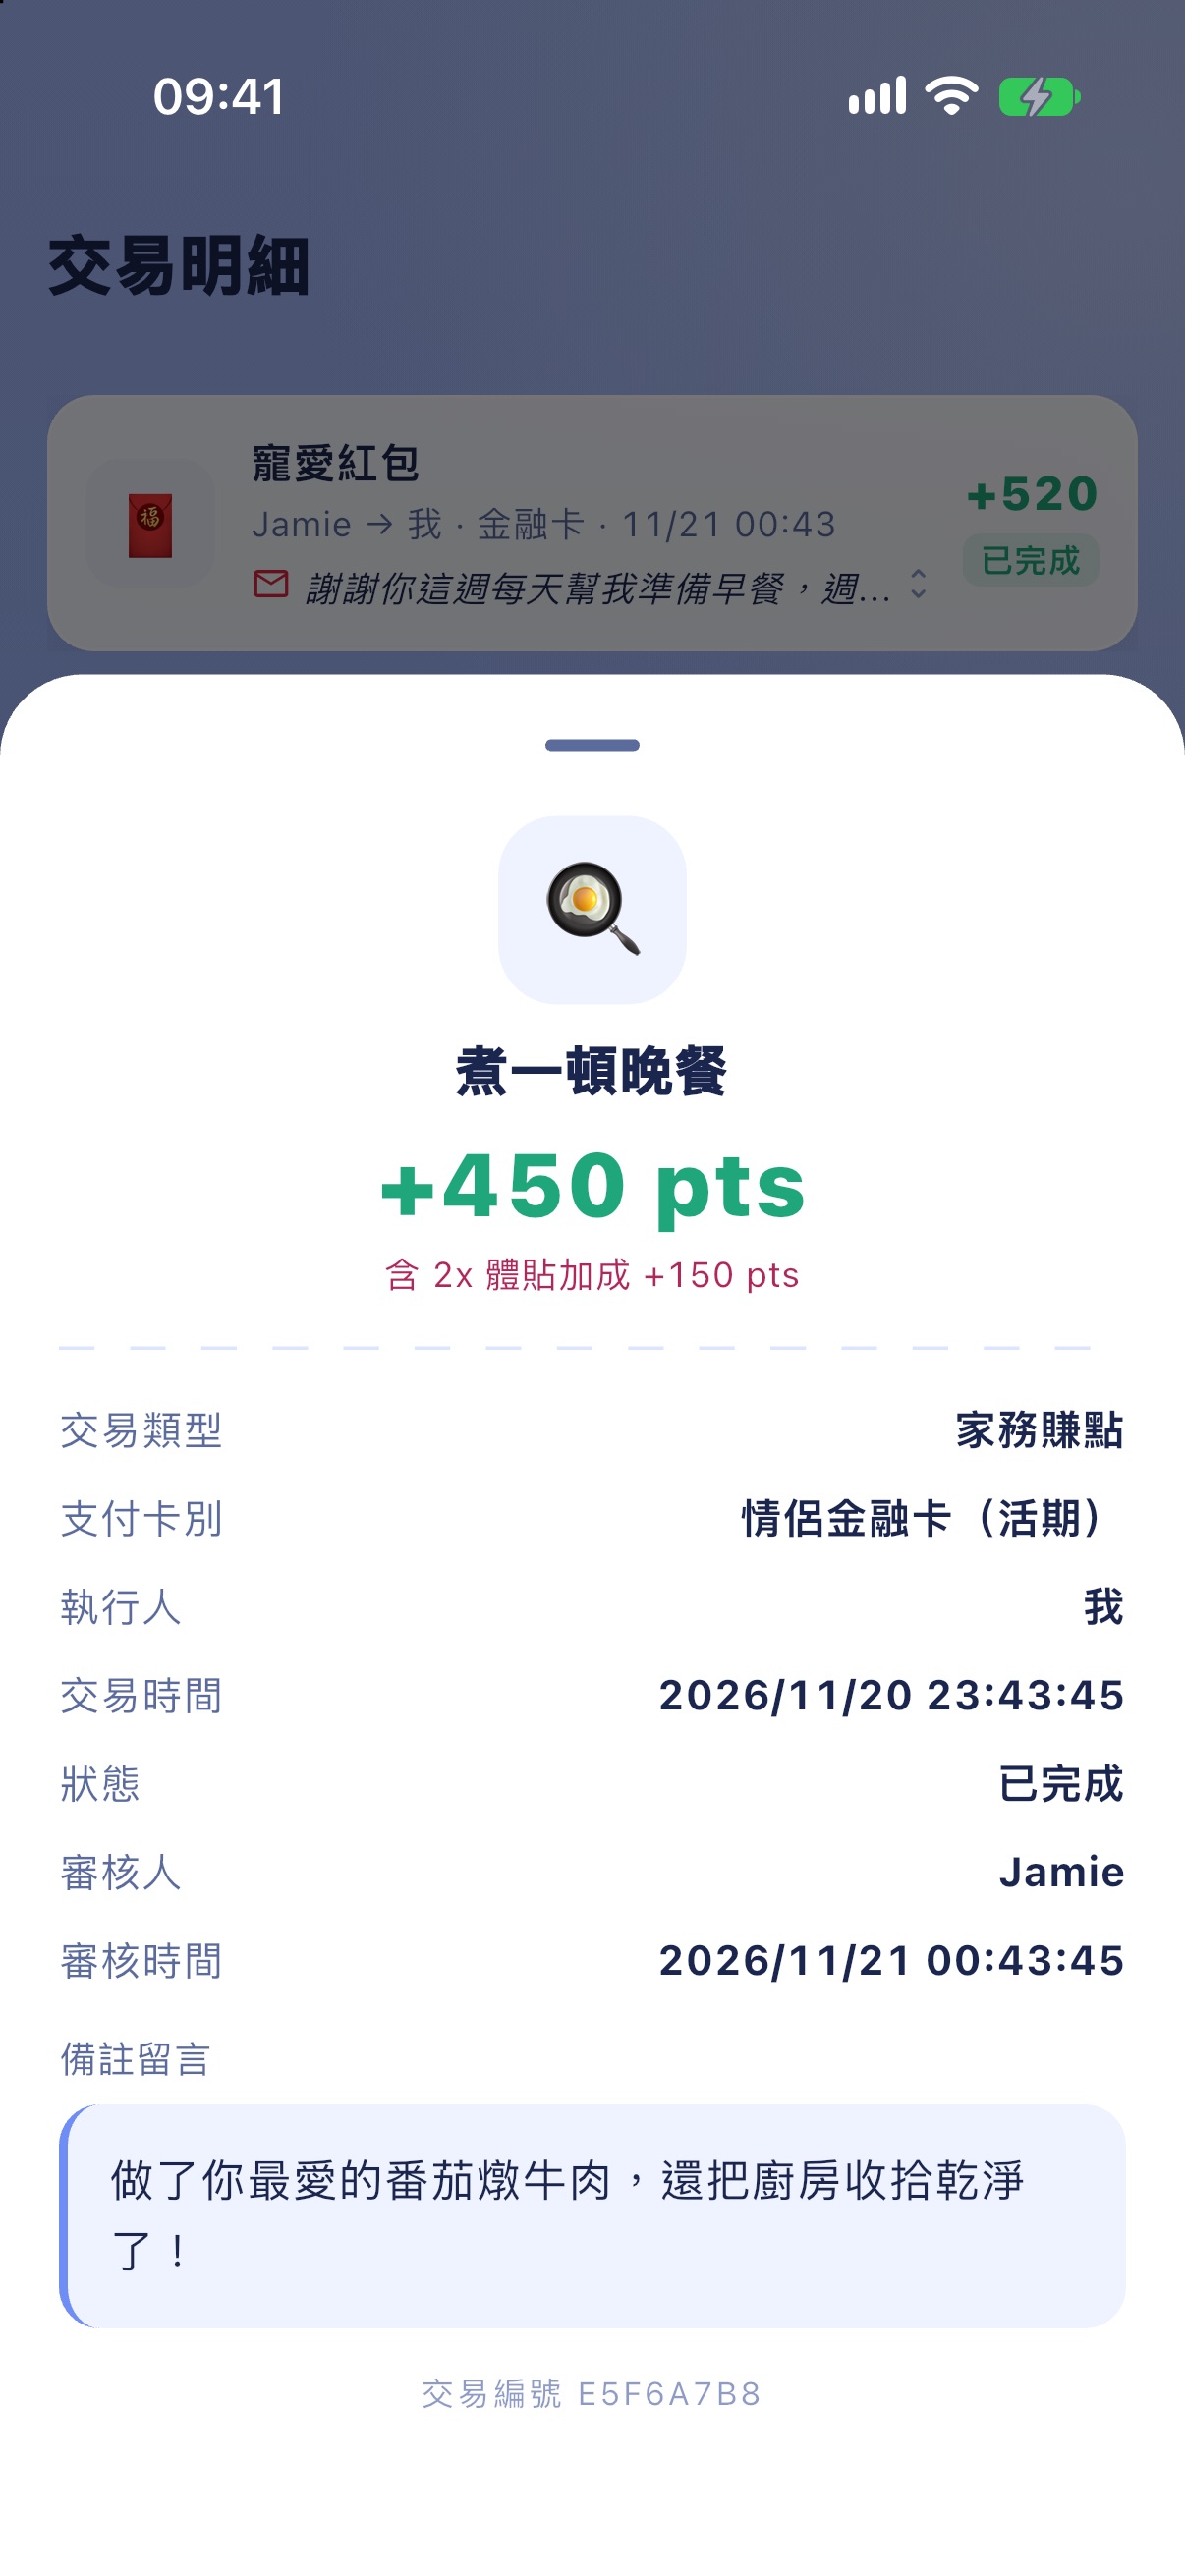 09:41
交易明細
福
寵愛紅包
Jamie → 我 · 金融卡 · 11/21 00:43
謝謝你這週每天幫我準備早餐，週...
+520
已完成
煮一頓晚餐
+450 pts
含 2x 體貼加成 +150 pts
交易類型 家務賺點
支付卡別 情侶金融卡（活期）
執行人 我
交易時間 2026/11/20 23:43:45
狀態 已完成
審核人 Jamie
審核時間 2026/11/21 00:43:45
備註留言
做了你最愛的番茄燉牛肉，還把廚房收拾乾淨
了！
交易編號 E5F6A7B8